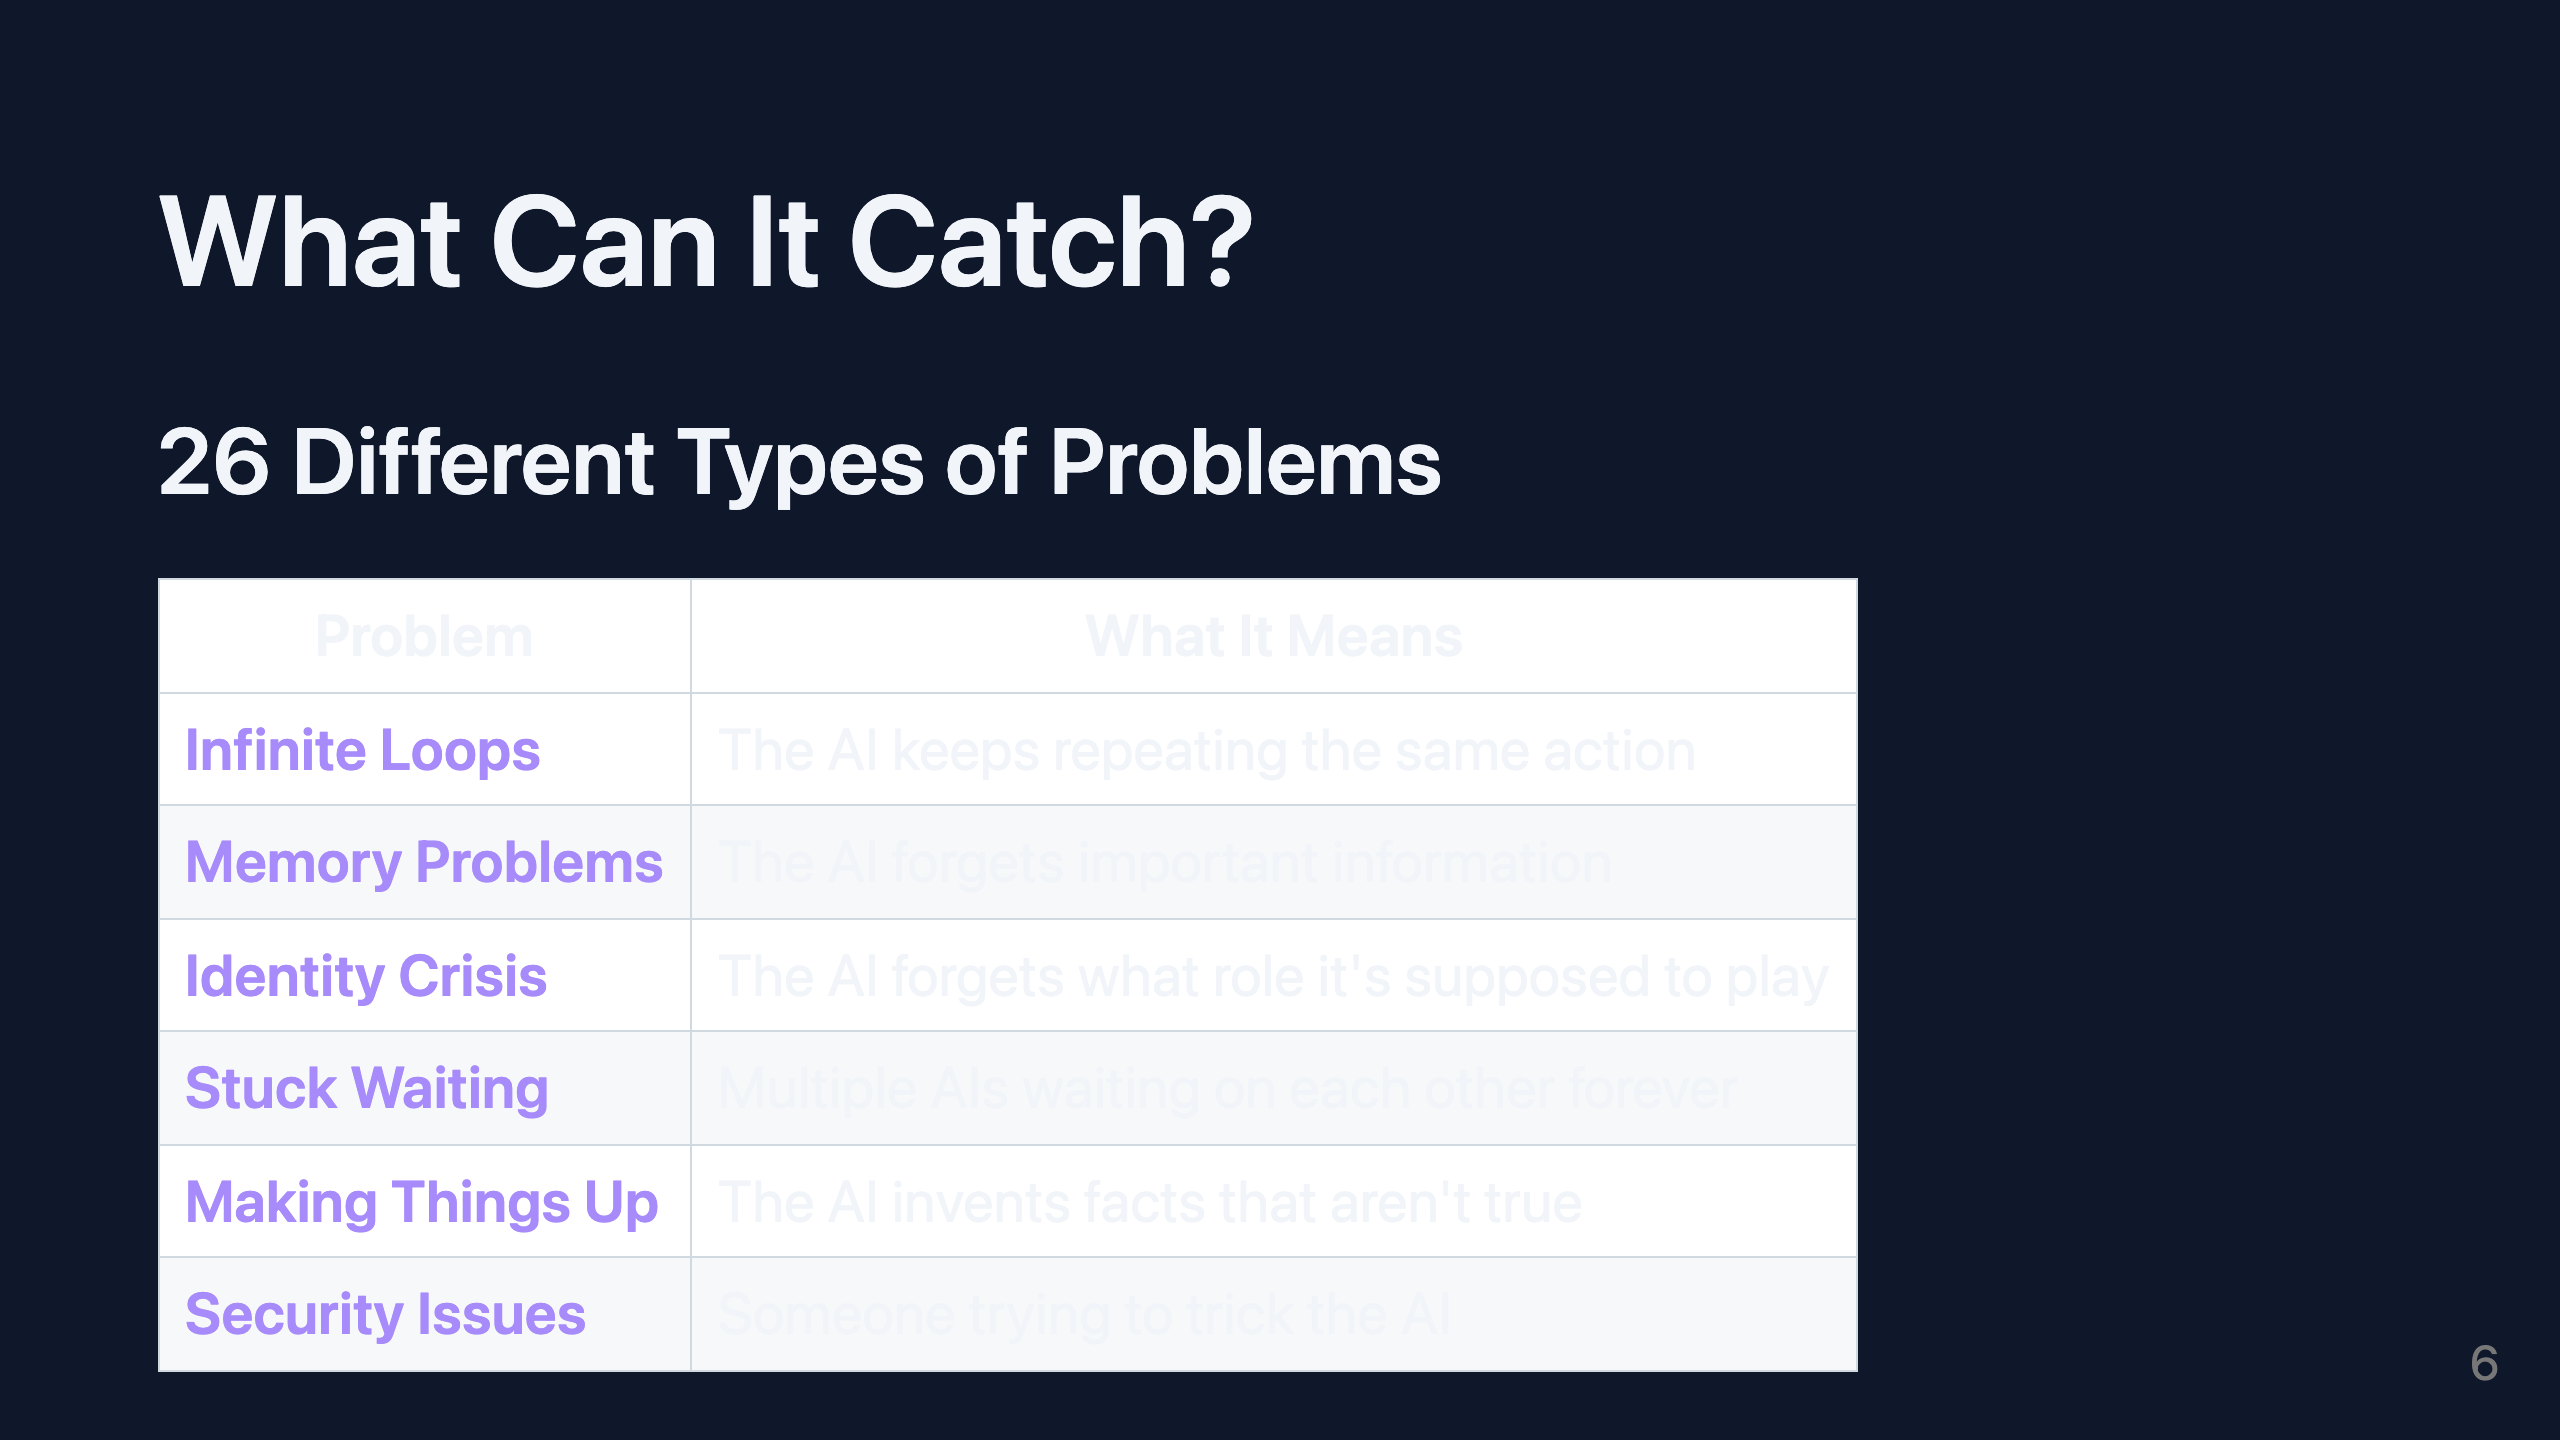 What Can It Catch?
26 Different Types of Problems
Problem What It Means
Infinite Loops The AI keeps repeating the same action
Memory Problems The AI forgets important information
Identity Crisis The AI forgets what role it's supposed to play
Stuck Waiting Multiple AIs waiting on each other forever
Making Things Up The AI invents facts that aren't true
Security Issues Someone trying to trick the AI
6